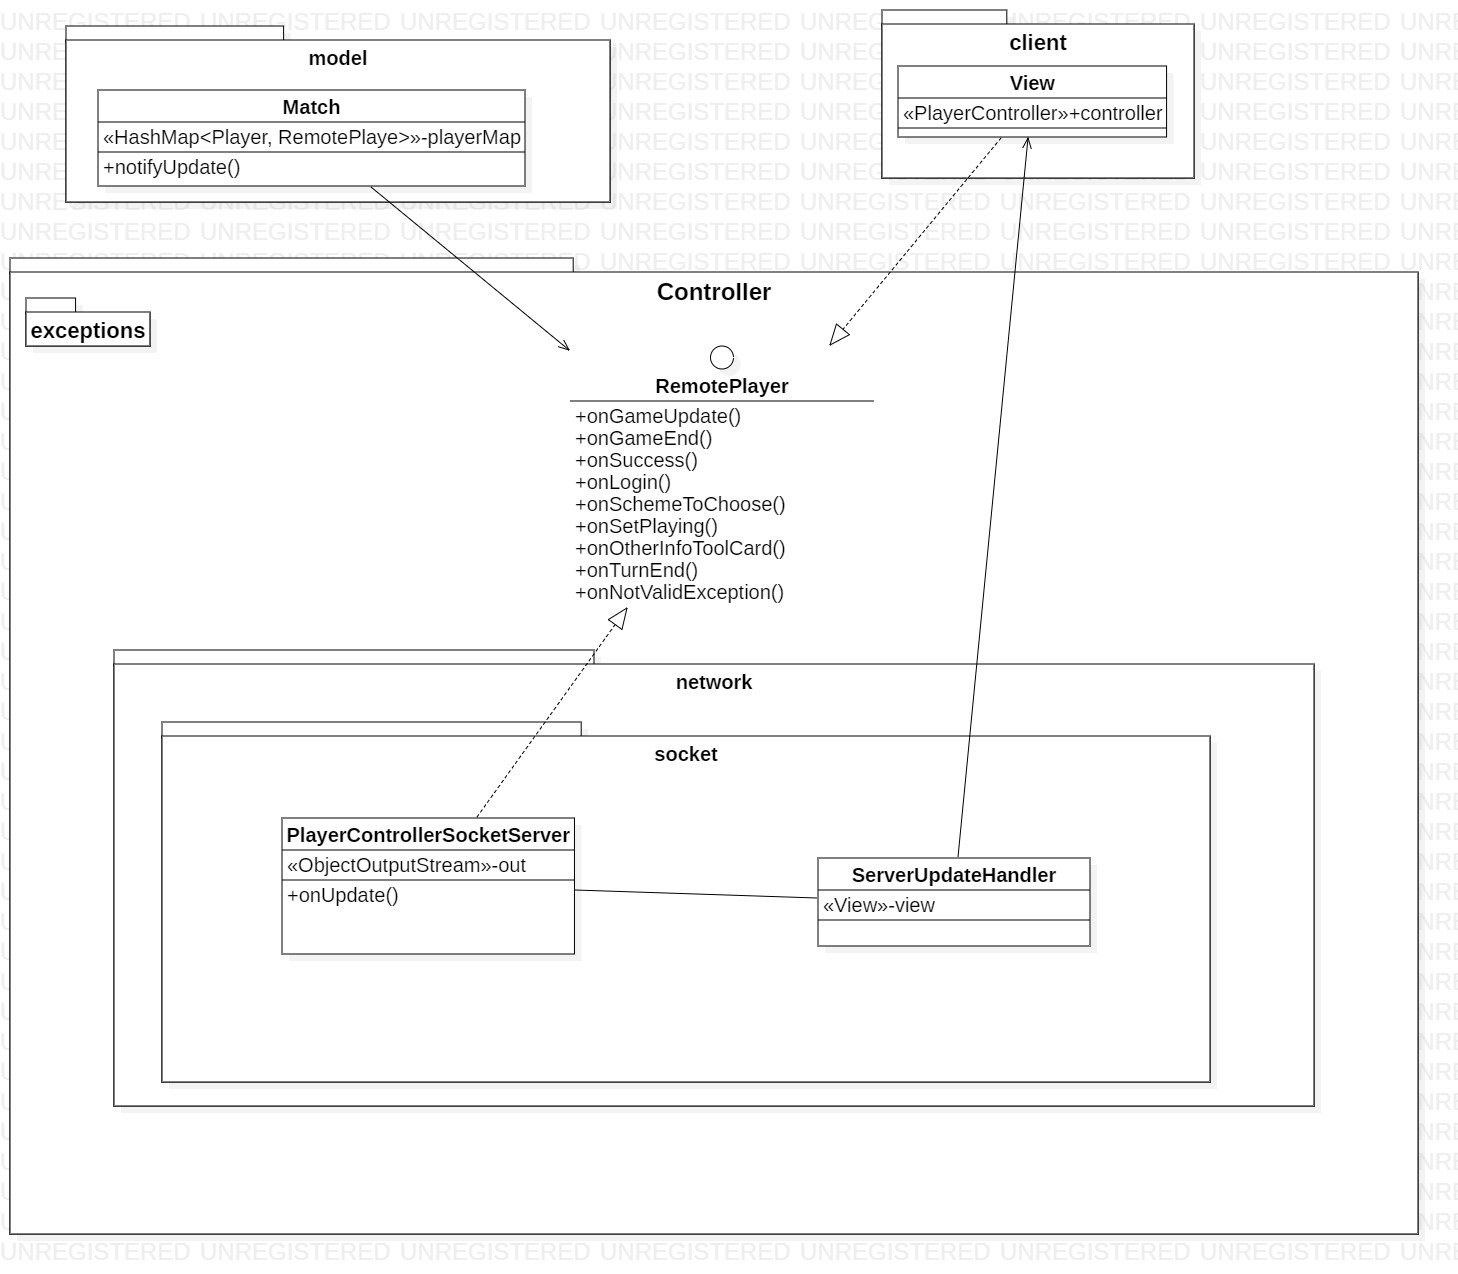 model
Match
«HashMap<Player, RemotePlaye>»-playerMap
+notifyUpdate()
client
View
«PlayerController»+controller
Controller
exceptions
RemotePlayer
+onGameUpdate()
+onGameEnd()
+onSuccess()
+onLogin()
+onSchemeToChoose()
+onSetPlaying()
+onOtherInfoToolCard()
+onTurnEnd()
+onNotValidException()
network
socket
PlayerControllerSocketServer
«ObjectOutputStream»-out
+onUpdate()
ServerUpdateHandler
«View»-view
UNREGISTERED UNREGISTERED UNREGISTERED UNREGISTERED UNREGISTERED UNREGISTERED UNREGISTERED